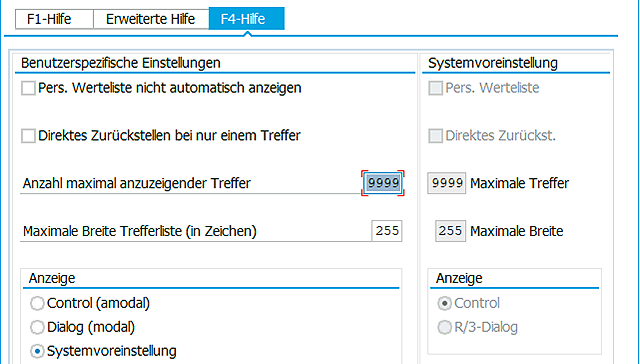 F1-Hilfe Erweiterte Hilfe F4-Hilfe
Benutzerspezifische Einstellungen Systemvoreinstellung
Pers. Werteliste nicht automatisch anzeigen Pers. Werteliste
Direktes Zurückstellen bei nur einem Treffer Direktes Zurückst.
Anzahl maximal anzuzeigender Treffer 9999 9999 Maximale Treffer
Maximale Breite Trefferliste (in Zeichen) 255 255 Maximale Breite
Anzeige Anzeige
Control (amodal) Control
Dialog (modal) R/3-Dialog
Systemvoreinstellung